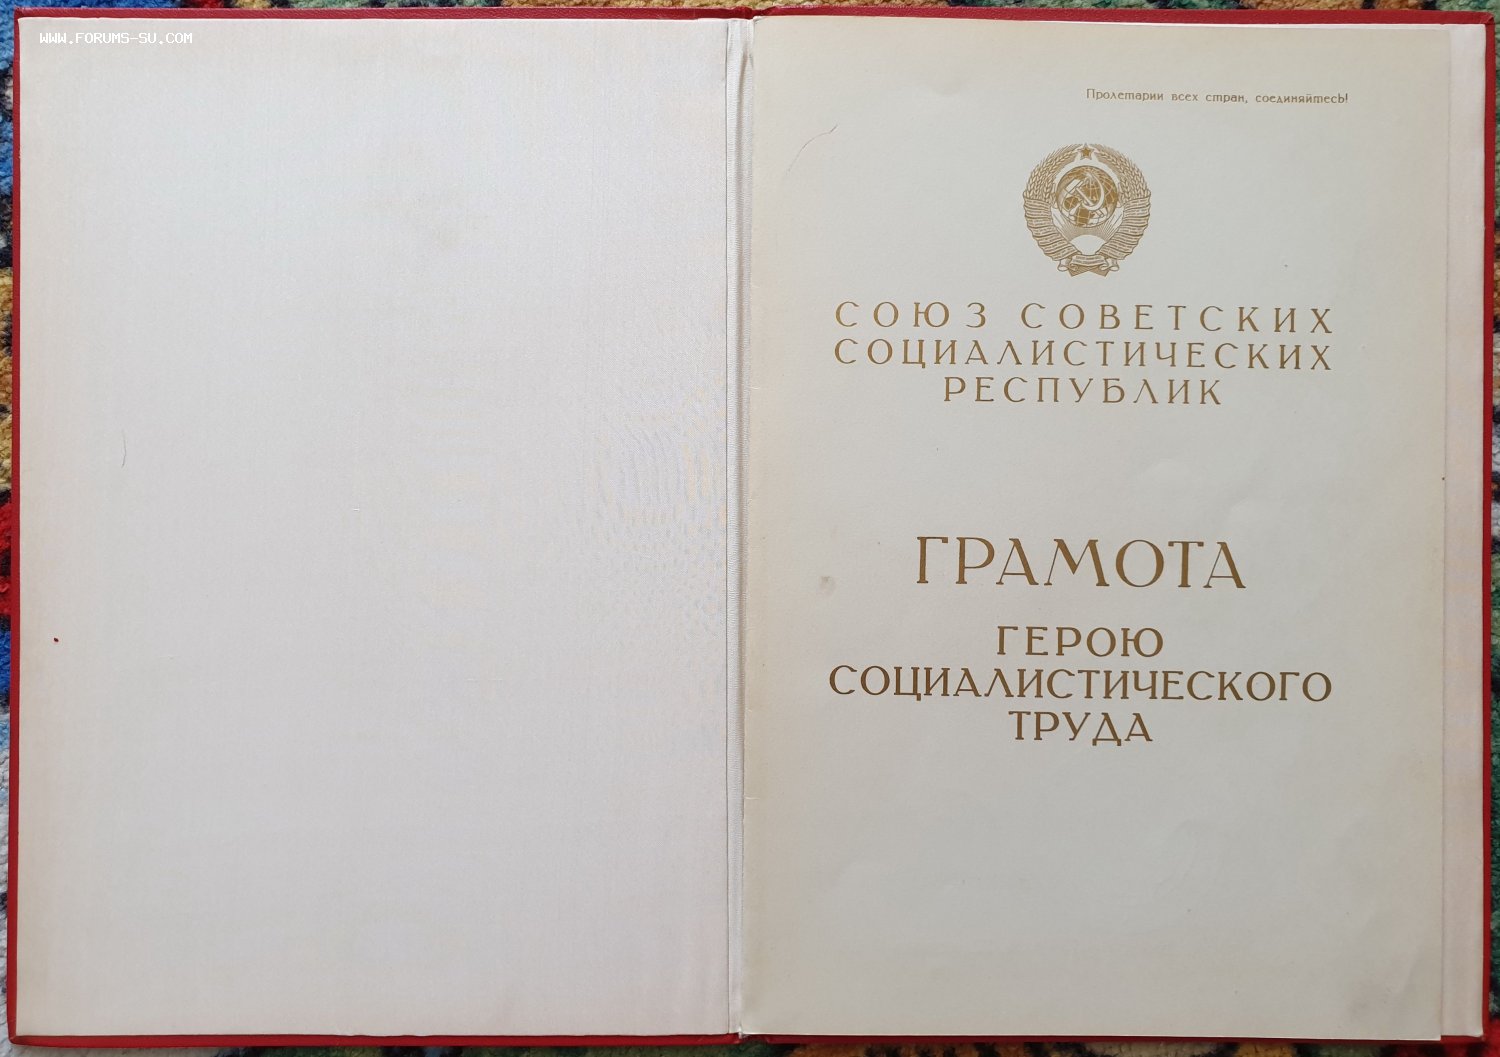 WWW.FORUMS-SU.COM
Пролетарии всех стран, соединяйтесь!
СОЮЗ СОВЕТСКИХ
СОЦИАЛИСТИЧЕСКИХ
РЕСПУБЛИК
ГРАМОТА
ГЕРОЮ
СОЦИАЛИСТИЧЕСКОГО
ТРУДА